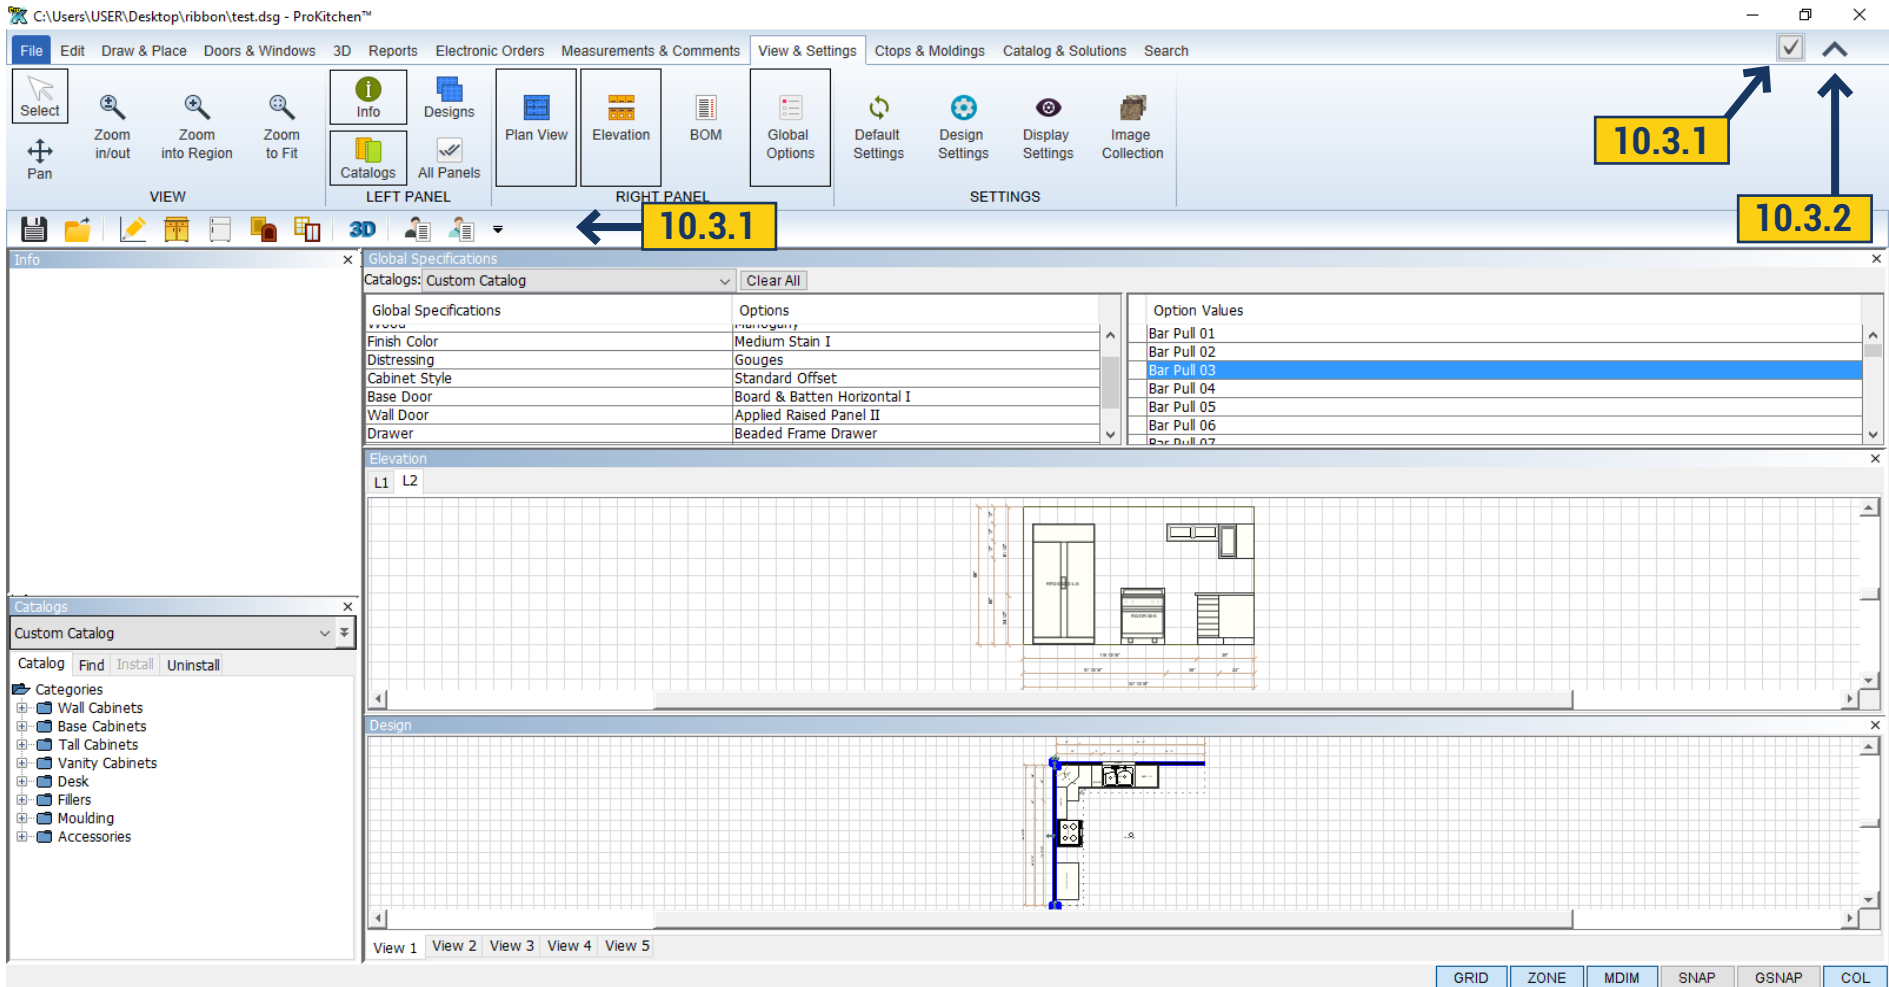 C:\Users\USER\Desktop\ribbon\test.dsg - ProKitchen™
File Edit Draw & Place Doors & Windows 3D Reports Electronic Orders Measurements & Comments View & Settings Ctops & Moldings Catalog & Solutions Search
Select
Pan
Zoom in/out
Zoom into Region
Zoom to Fit
VIEW
Info
Catalogs
Designs
All Panels
LEFT PANEL
Plan View
Elevation
BOM
Global Options
RIGHT PANEL
Default Settings
Design Settings
Display Settings
Image Collection
SETTINGS
10.3.1
10.3.2
3D
10.3.1
Info
Global Specifications
Catalogs: Custom Catalog Clear All
Global Specifications Options
Wood Mahogany
Finish Color Medium Stain I
Distressing Gouges
Cabinet Style Standard Offset
Base Door Board & Batten Horizontal I
Wall Door Applied Raised Panel II
Drawer Beaded Frame Drawer
Option Values
Bar Pull 01
Bar Pull 02
Bar Pull 03
Bar Pull 04
Bar Pull 05
Bar Pull 06
Bar Pull 07
Elevation
L1 L2
Catalogs
Custom Catalog
Catalog Find Install Uninstall
Categories
Wall Cabinets
Base Cabinets
Tall Cabinets
Vanity Cabinets
Desk
Fillers
Moulding
Accessories
Design
View 1 View 2 View 3 View 4 View 5
GRID ZONE MDIM SNAP GSNAP COL